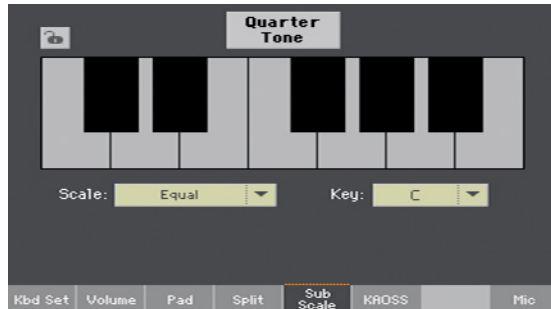 Quarter
Tone
Scale: Equal Key: C
Kbd Set Volume Pad Split Sub Scale KAOSS Mic